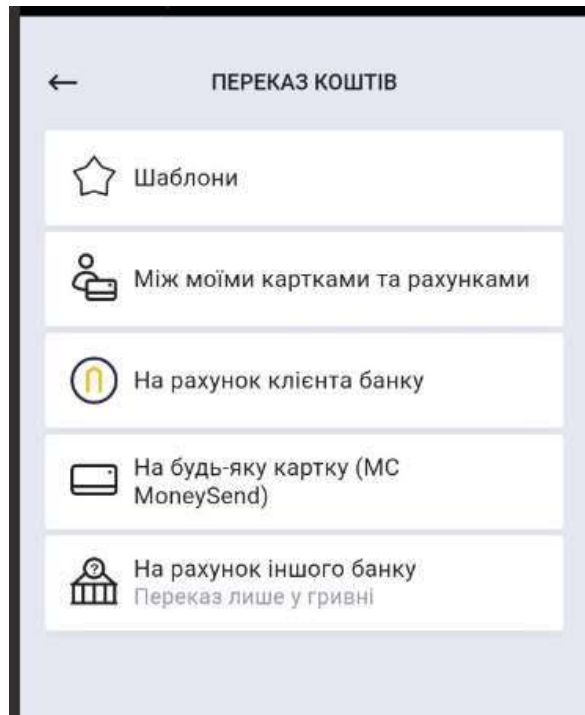 ПЕРЕКАЗ КОШТІВ
Шаблони
Між моїми картками та рахунками
На рахунок клієнта банку
На будь-яку картку (МС
MoneySend)
На рахунок іншого банку
Переказ лише у гривні